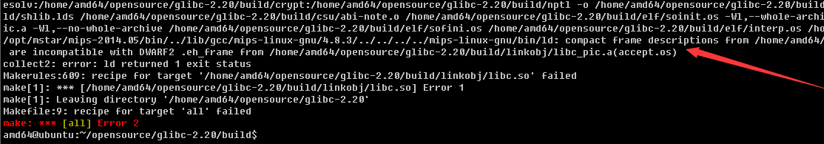 esolv:/home/amd64/opensource/glibc-2.20/build/crypt:/home/amd64/opensource/glibc-2.20/build/nptl -o /home/amd64/opensource/glibc-2.20/build
ld/shlib.lds /home/amd64/opensource/glibc-2.20/build/csu/abi-note.o /home/amd64/opensource/glibc-2.20/build/elf/soinit.os -Wl,--whole-archi
ic.a -Wl,--no-whole-archive /home/amd64/opensource/glibc-2.20/build/elf/sofini.os /home/amd64/opensource/glibc-2.20/build/elf/interp.os /ho
/opt/mstar/mips-2014.05/bin/../lib/gcc/mips-linux-gnu/4.8.3/../../../../mips-linux-gnu/bin/ld: compact frame descriptions from /home/am
are incompatible with DWARF2 .eh_frame from /home/amd64/opensource/glibc-2.20/build/linkobj/libc_pic.a(accept.os)
collect2: error: ld returned 1 exit status
Makerules:609: recipe for target '/home/amd64/opensource/glibc-2.20/build/linkobj/libc.so' failed
make[1]: *** [/home/amd64/opensource/glibc-2.20/build/linkobj/libc.so] Error 1
make[1]: Leaving directory '/home/amd64/opensource/glibc-2.20'
Makefile:9: recipe for target 'all' failed
make: *** [all] Error 2
amd64@ubuntu:~/opensource/glibc-2.20/build$